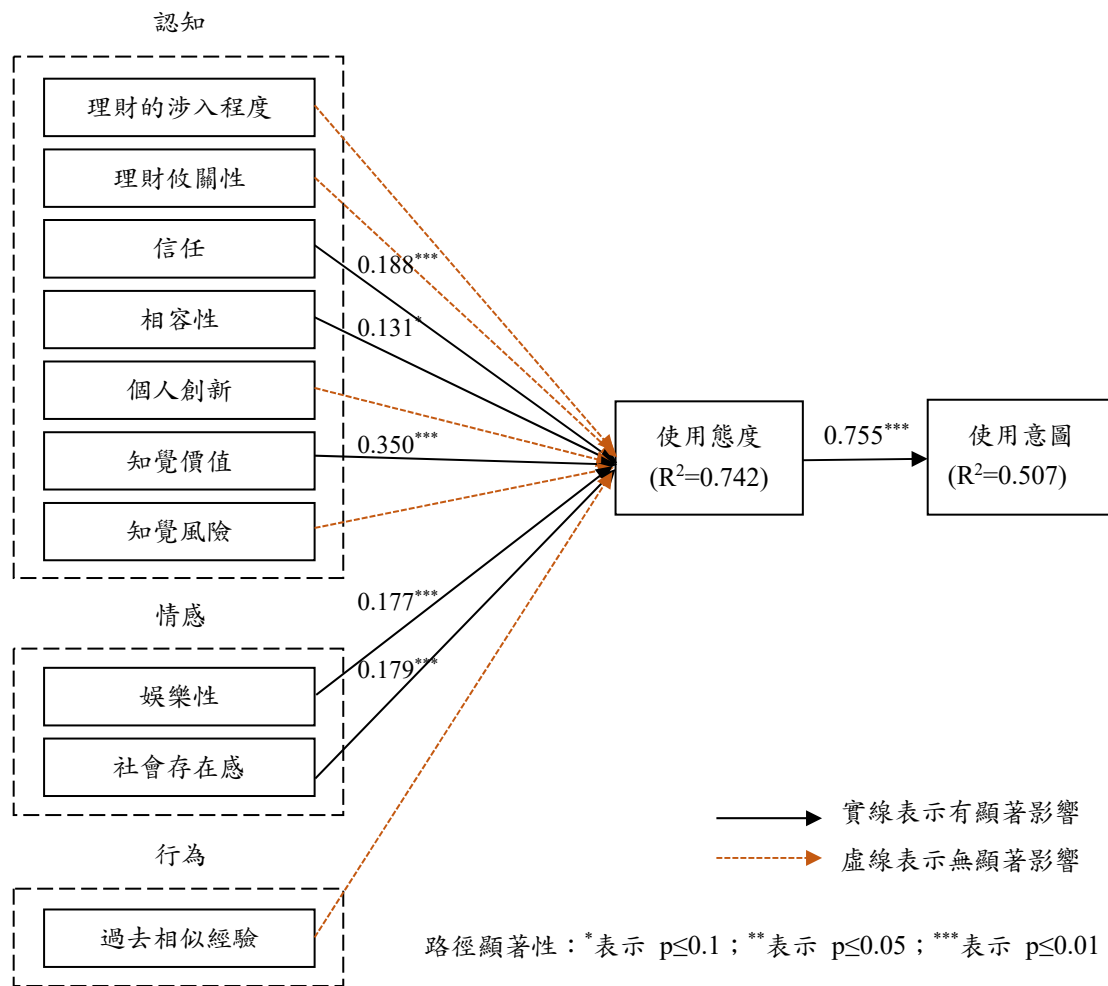 認知
理財的涉入程度
理財攸關性
信任
相容性
個人創新
知覺價值
知覺風險
0.188***
0.131*
0.350***
使用態度
(R²=0.742)
0.755***
使用意圖
(R²=0.507)
情感
娛樂性
社會存在感
0.177***
0.179***
行為
過去相似經驗
實線表示有顯著影響
虛線表示無顯著影響
路徑顯著性：*表示 p≤0.1；**表示 p≤0.05；***表示 p≤0.01